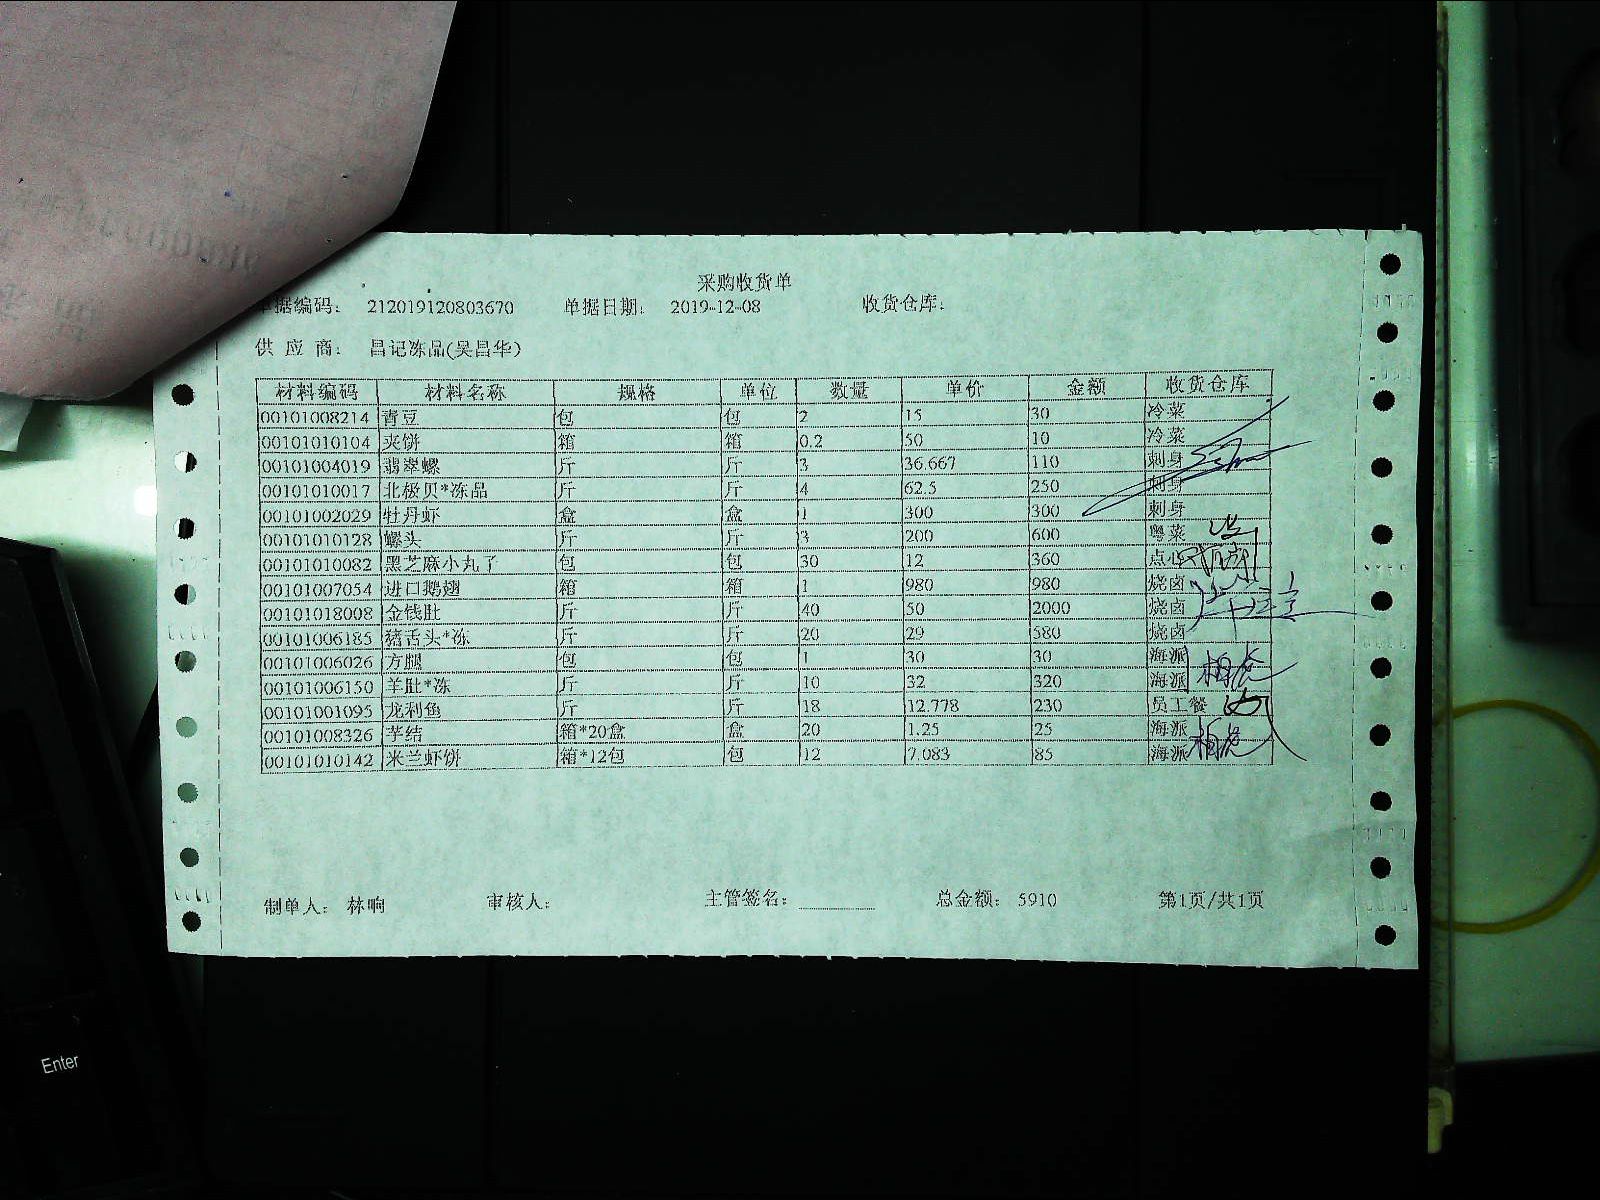 采购收货单
单据编码： 212019120803670 单据日期： 2019-12-08 收货仓库：
供 应 商： 昌记冻品(吴昌华)
材料编码 材料名称 规格 单位 数量 单价 金额 收货仓库
00101008214 青豆 包 包 2 15 30 冷菜
00101010104 夹饼 箱 箱 0.2 50 10 冷菜
00101004019 翡翠螺 斤 斤 3 36.667 110 刺身
00101010017 北极贝*冻品 斤 斤 4 62.5 250 刺身
00101002029 牡丹虾 盒 盒 1 300 300 刺身
00101010128 螺头 斤 斤 3 200 600 粤菜
00101010082 黑芝麻小丸子 包 包 30 12 360 点心
00101007054 进口鹅翅 箱 箱 1 980 980 烧卤
00101018008 金钱肚 斤 斤 40 50 2000 烧卤
00101006185 猪舌头*冻 斤 斤 20 29 580 烧卤
00101006026 方腿 包 包 1 30 30 海派
00101006150 羊肚*冻 斤 斤 10 32 320 海派
00101001095 龙利鱼 斤 斤 18 12.778 230 员工餐
00101008326 芋结 箱*20盒 盒 20 1.25 25 海派
00101010142 米兰虾饼 箱*12包 包 12 7.083 85 海派
制单人： 林响 审核人： 主管签名： 总金额： 5910 第1页/共1页
Enter